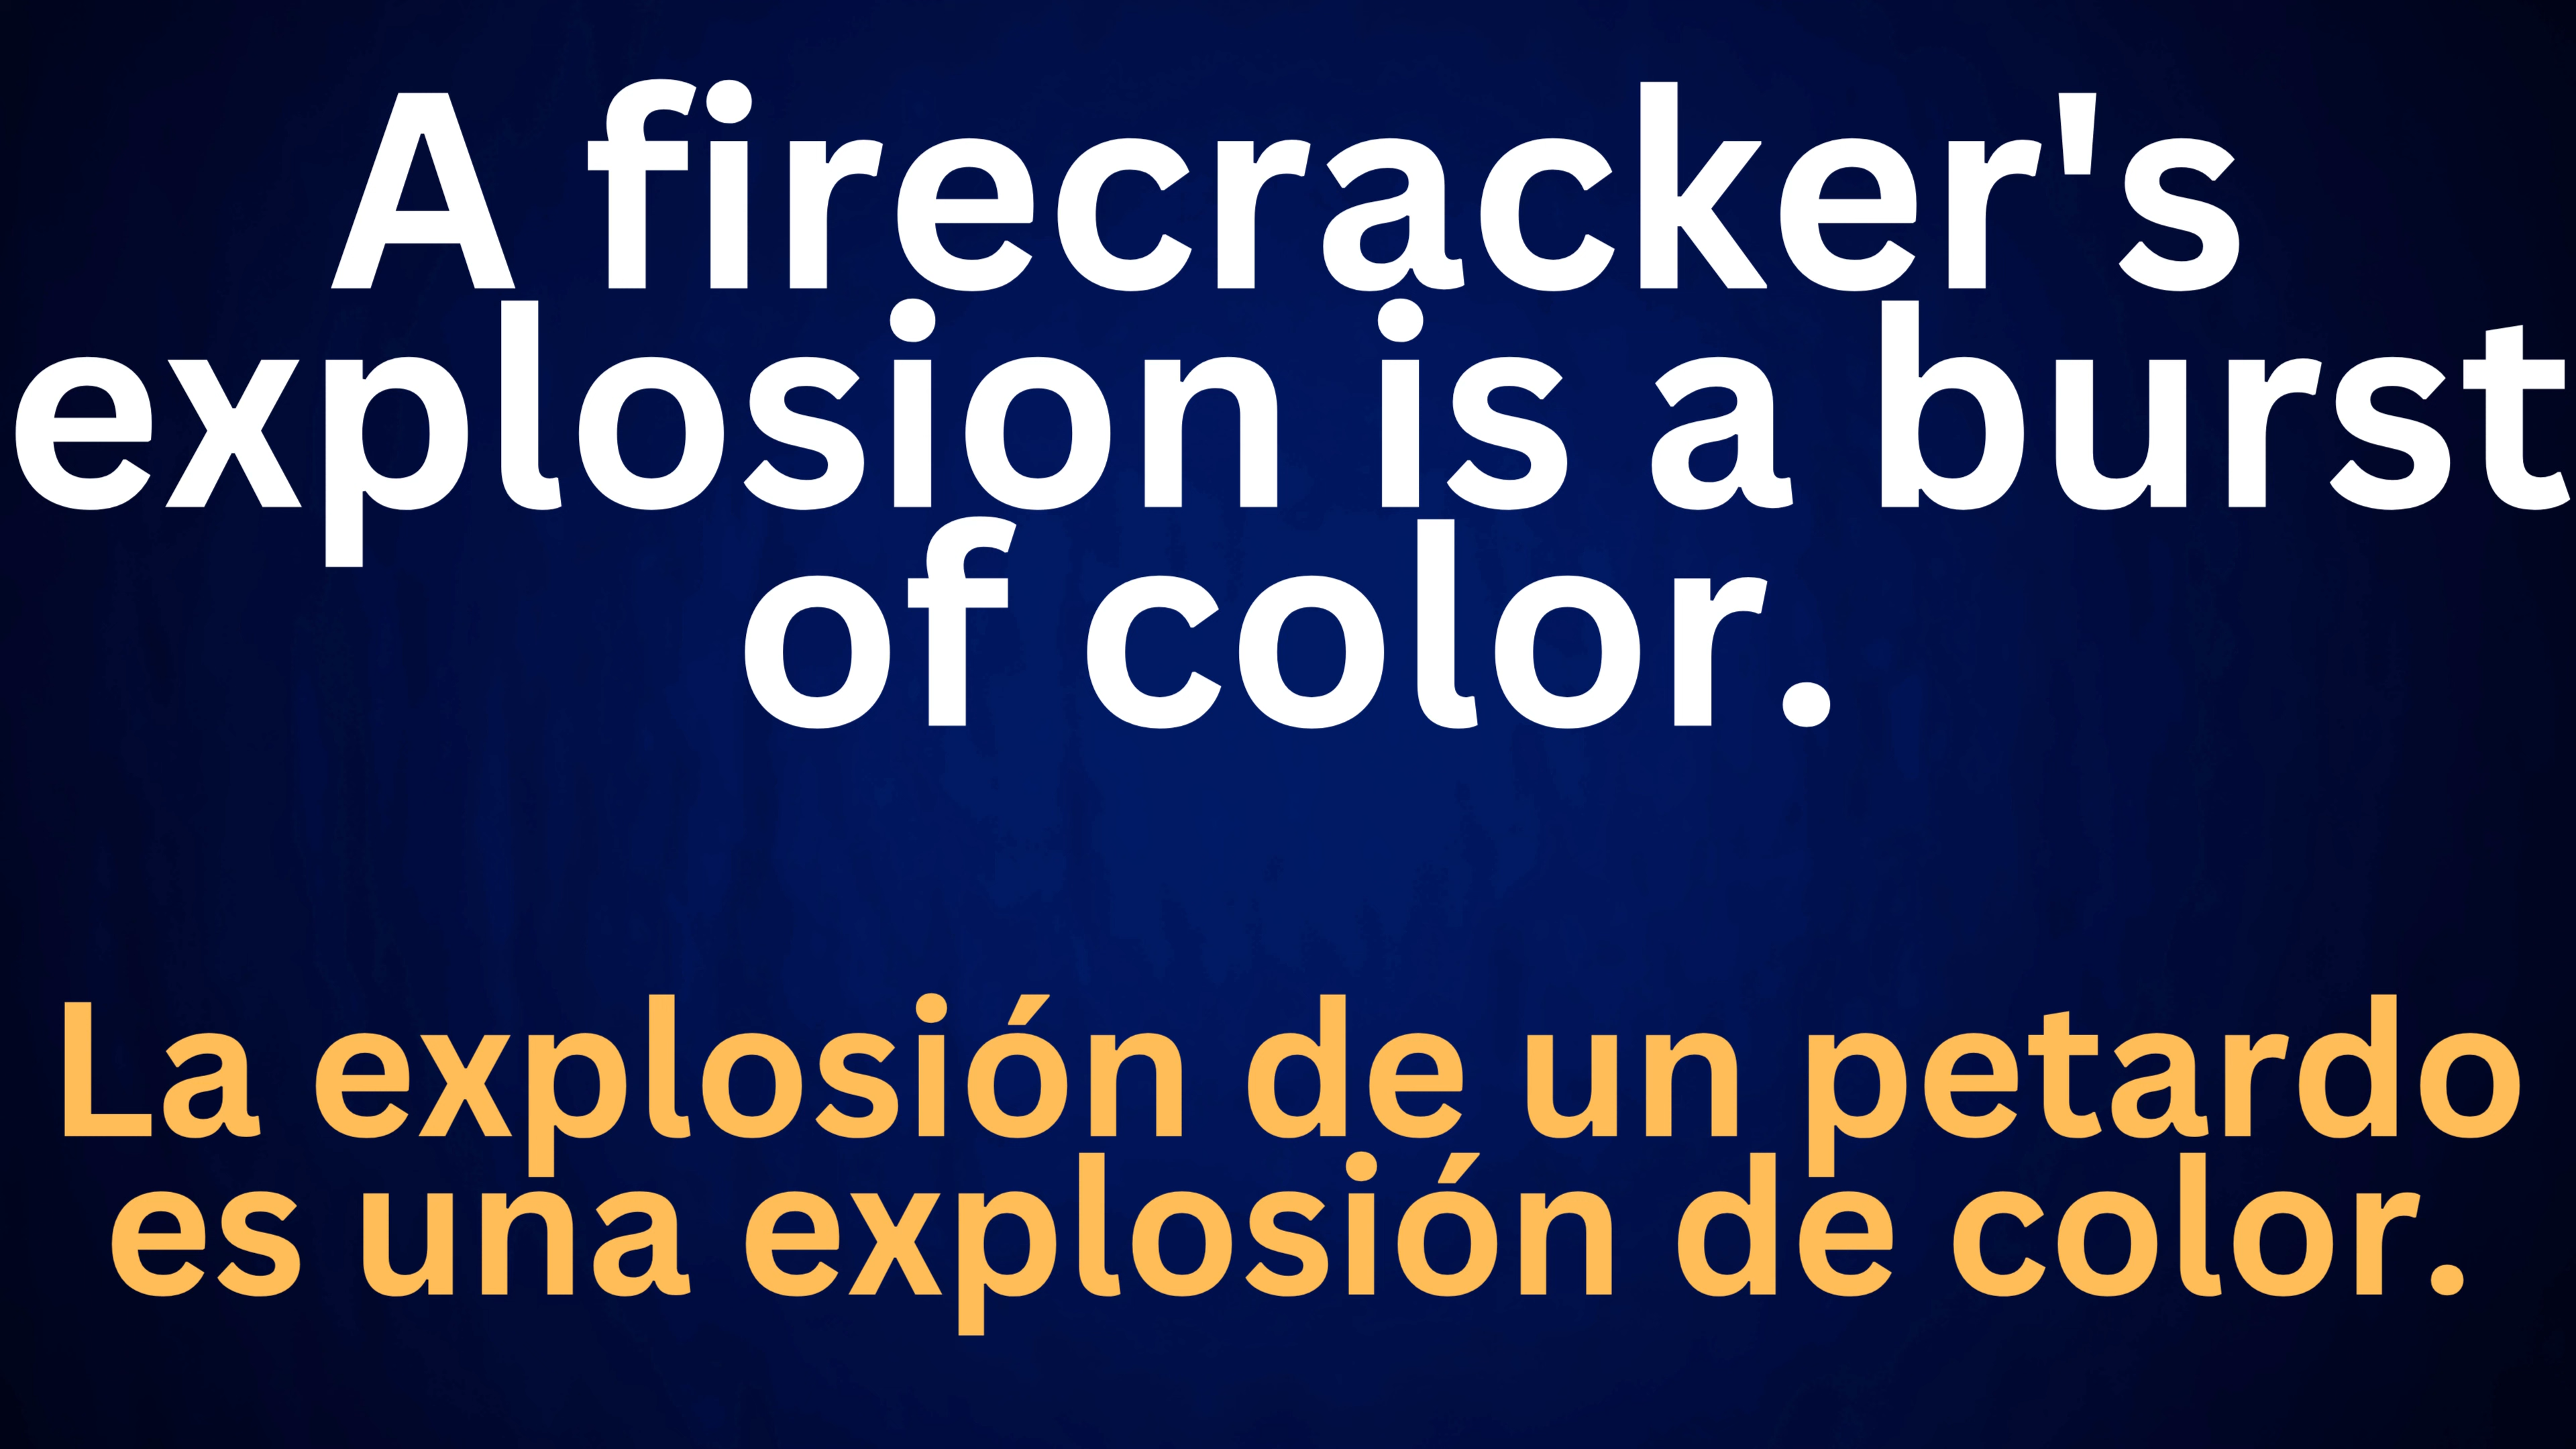 A firecracker's
explosion is a burst
of color.
La explosión de un petardo
es una explosión de color.